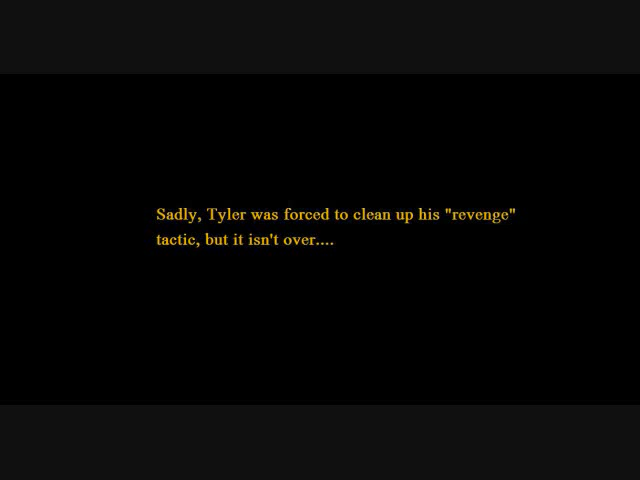 Sadly, Tyler was forced to clean up his "revenge"
tactic, but it isn't over....